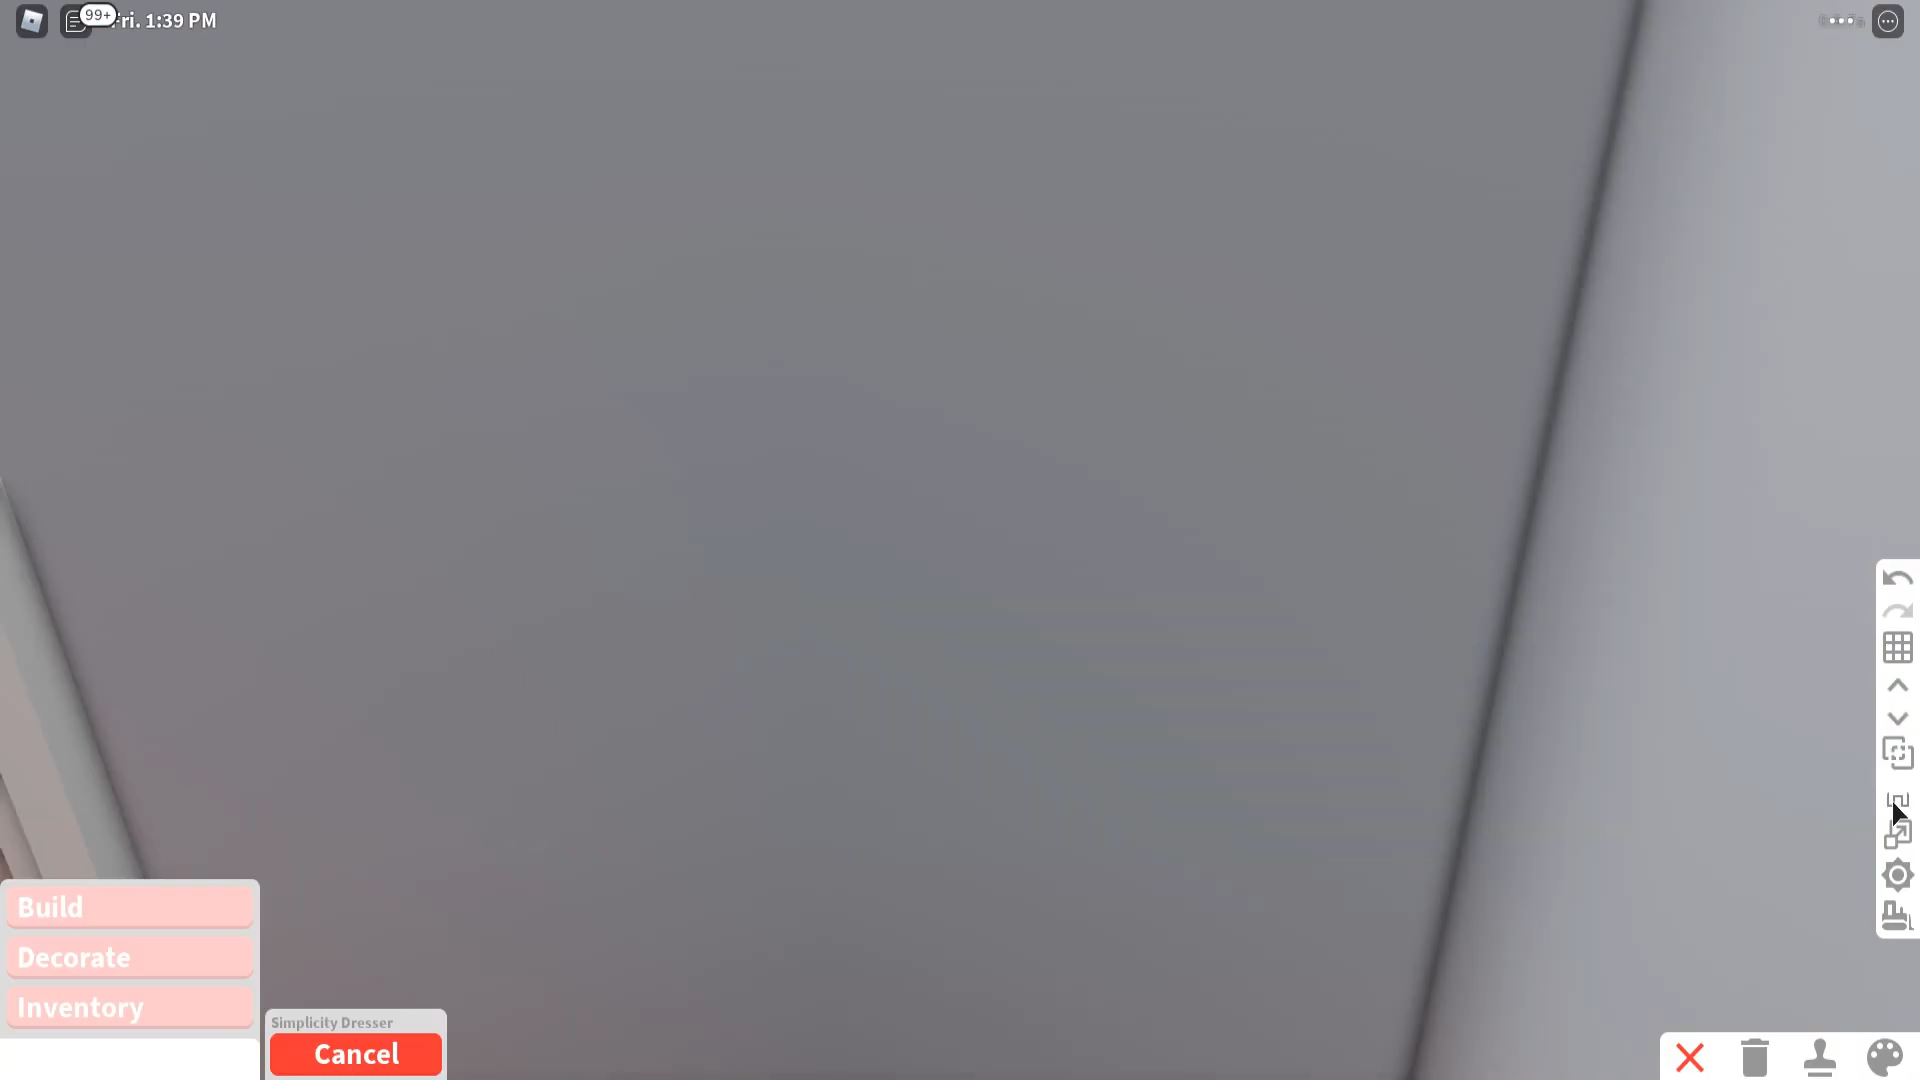 99+
Fri. 1:39 PM
Build
Decorate
Inventory
Simplicity Dresser
Cancel